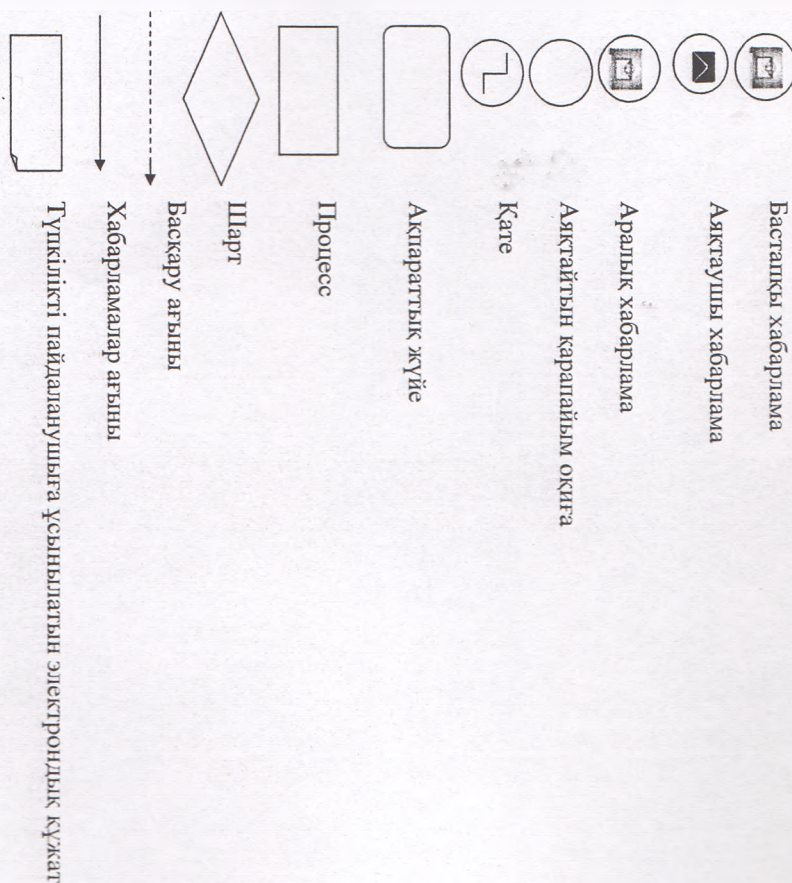 Бастапқы хабарлама
Аяқтаушы хабарлама
Аралық хабарлама
Аяқтайтын қарапайым оқиға
Қате
Ақпараттық жүйе
Процесс
Шарт
Басқару ағыны
Хабарламалар ағыны
Түпкілікті пайдаланушыға ұсынылатын электрондық құжат